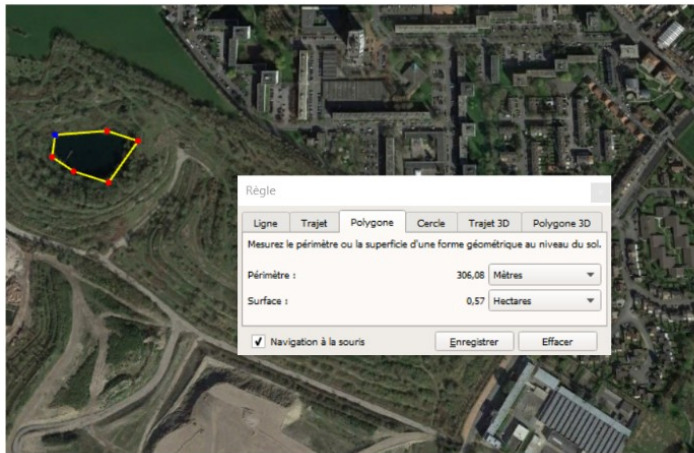 Règle
Ligne Trajet Polygone Cercle Trajet 3D Polygone 3D
Mesurez le périmètre ou la superficie d'une forme géométrique au niveau du sol.
Périmètre : 306,08 Mètres
Surface : 0,57 Hectares
Navigation à la souris Enregistrer Effacer